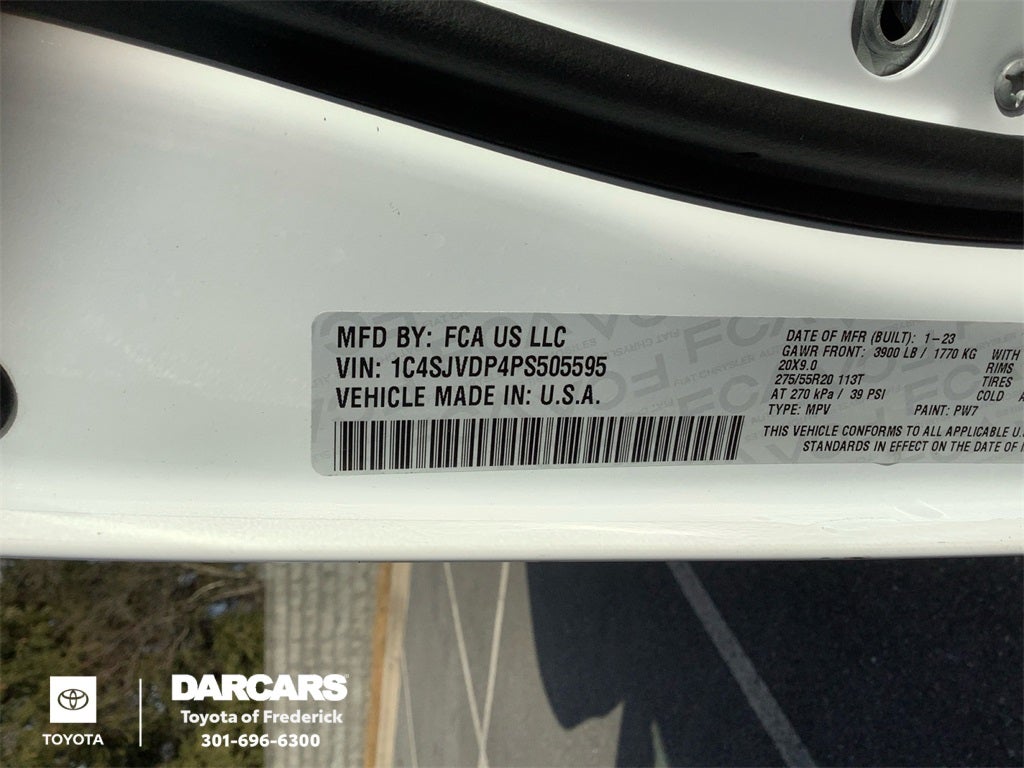 MFD BY: FCA US LLC
VIN: 1C4SJVDP4PS505595
VEHICLE MADE IN: U.S.A.
DATE OF MFR (BUILT): 1-23
GAWR FRONT: 3900 LB / 1770 KG WITH
20X9.0 RIMS
275/55R20 113T TIRES
AT 270 kPa / 39 PSI COLD
TYPE: MPV PAINT: PW7
THIS VEHICLE CONFORMS TO ALL APPLICABLE U.
STANDARDS IN EFFECT ON THE DATE OF
TOYOTA
DARCARS
Toyota of Frederick
301-696-6300